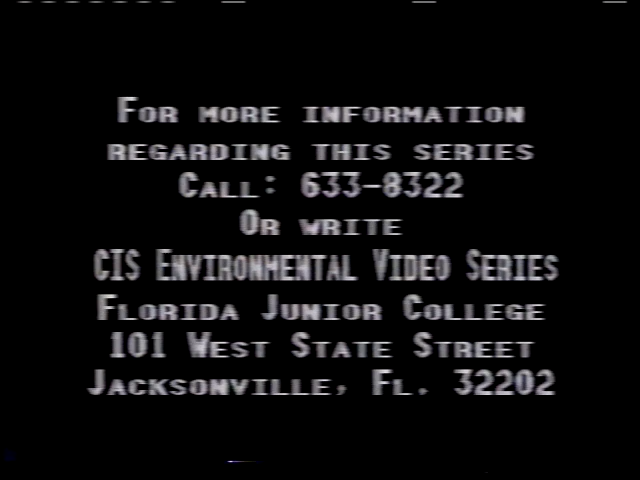 For more information
regarding this series
Call: 633-8322
Or write
CIS Environmental Video Series
Florida Junior College
101 West State Street
Jacksonville, Fl. 32202